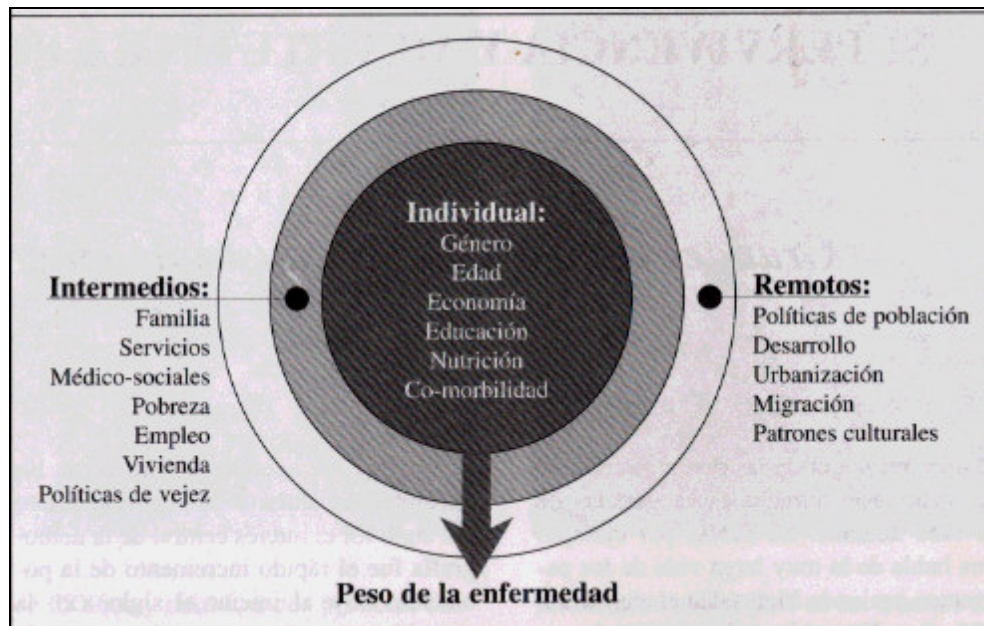 Individual:
Género
Edad
Economía
Educación
Nutrición
Co-morbilidad
Intermedios:
Familia
Servicios
Médico-sociales
Pobreza
Empleo
Vivienda
Políticas de vejez
Remotos:
Políticas de población
Desarrollo
Urbanización
Migración
Patrones culturales
Peso de la enfermedad